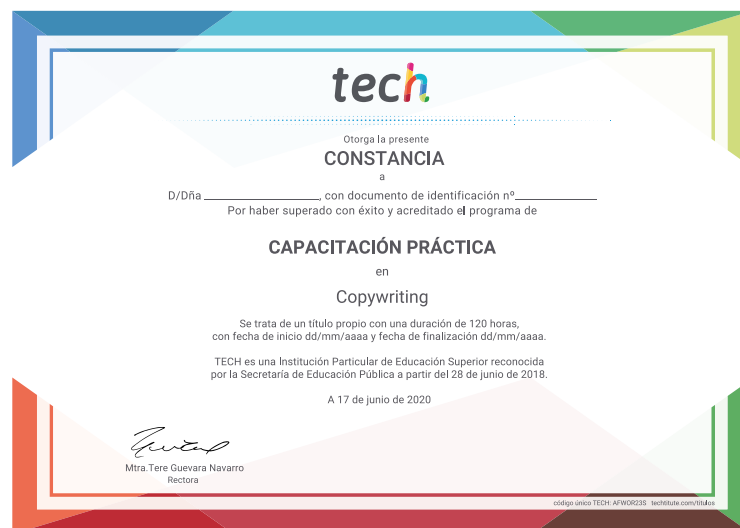 tech
Otorga la presente
CONSTANCIA
a
D/Dña ____________________, con documento de identificación nº______________
Por haber superado con éxito y acreditado el programa de
CAPACITACIÓN PRÁCTICA
en
Copywriting
Se trata de un título propio con una duración de 120 horas,
con fecha de inicio dd/mm/aaaa y fecha de finalización dd/mm/aaaa.
TECH es una Institución Particular de Educación Superior reconocida
por la Secretaría de Educación Pública a partir del 28 de junio de 2018.
A 17 de junio de 2020
Mtra.Tere Guevara Navarro
Rectora
código único TECH: AFWOR23S techtitute.com/titulos